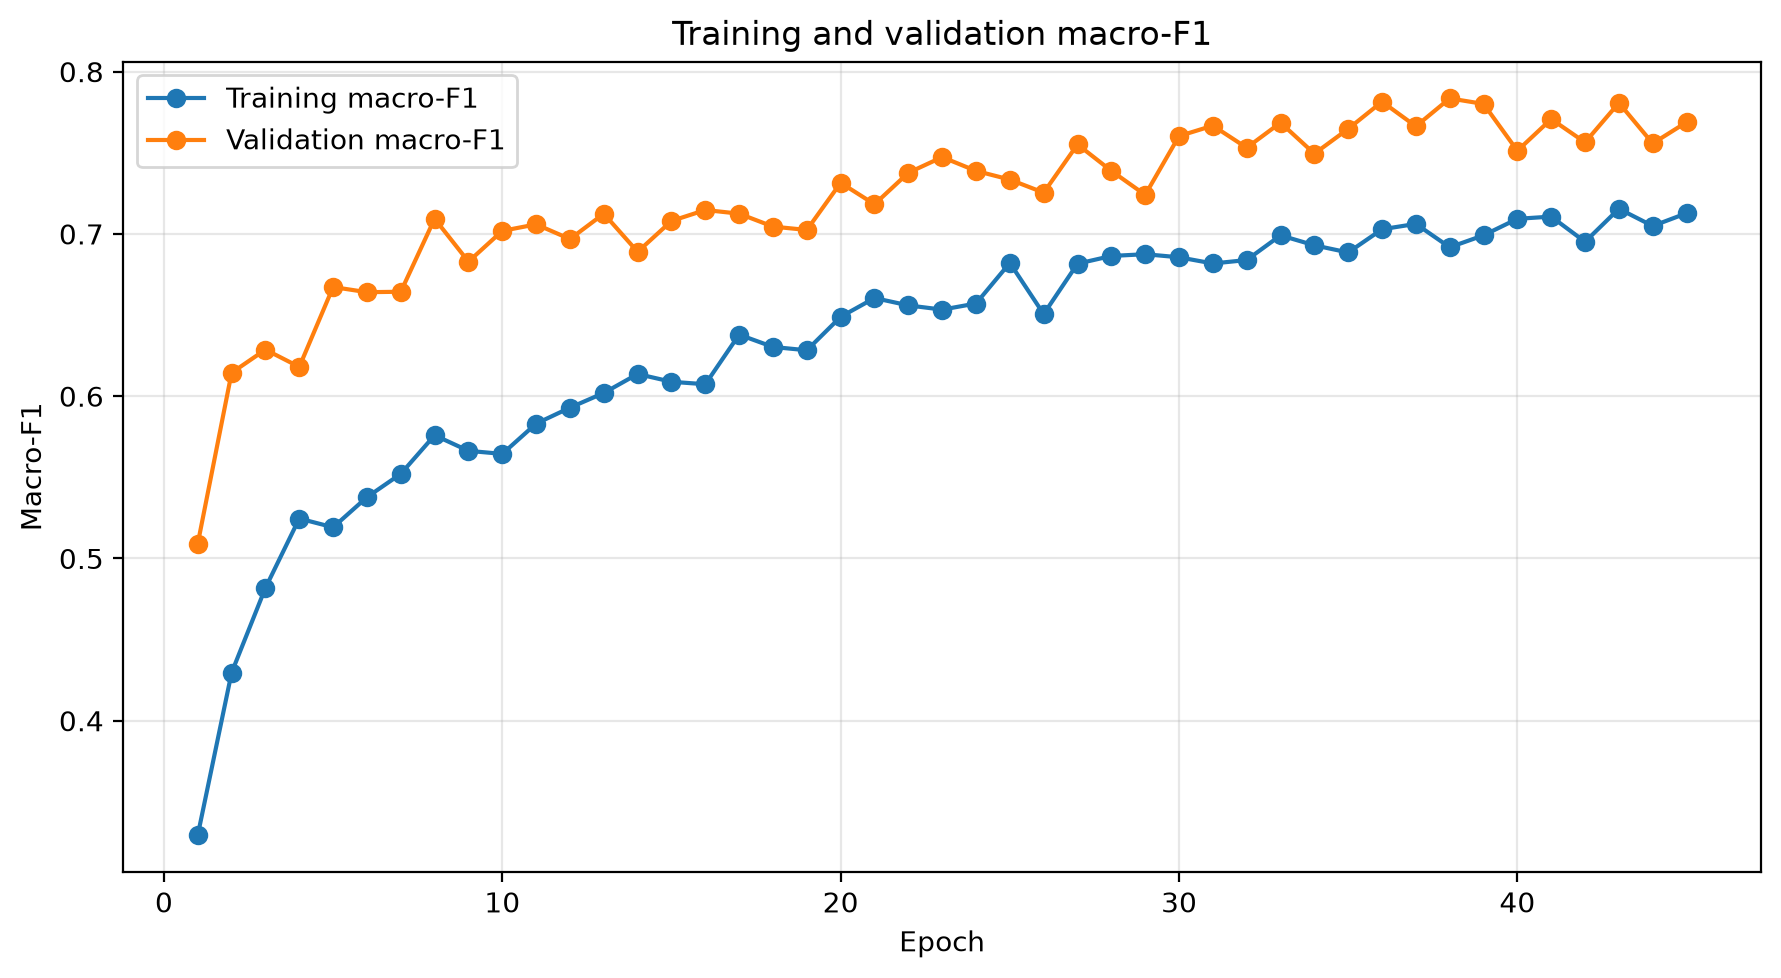 Training and validation macro-F1
Training macro-F1
Validation macro-F1
Macro-F1
0.8
0.7
0.6
0.5
0.4
0 10 20 30 40
Epoch